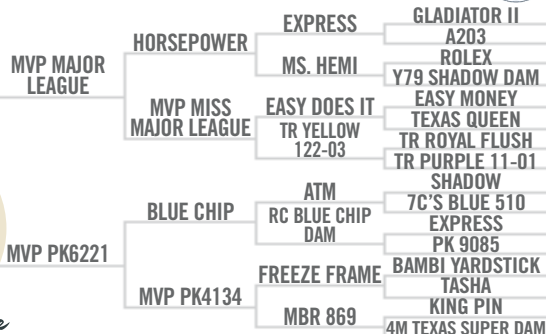 MVP MAJOR
LEAGUE
HORSEPOWER
EXPRESS
GLADIATOR II
A203
MS. HEMI
ROLEX
Y79 SHADOW DAM
MVP MISS
MAJOR LEAGUE
EASY DOES IT
EASY MONEY
TEXAS QUEEN
TR YELLOW
122-03
TR ROYAL FLUSH
TR PURPLE 11-01
MVP PK6221
BLUE CHIP
ATM
SHADOW
7C'S BLUE 510
RC BLUE CHIP
DAM
EXPRESS
PK 9085
MVP PK4134
FREEZE FRAME
BAMBI YARDSTICK
TASHA
MBR 869
KING PIN
4M TEXAS SUPER DAM